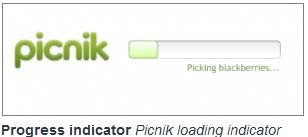 picnik
Picking blackberries...
Progress indicator Picnik loading indicator